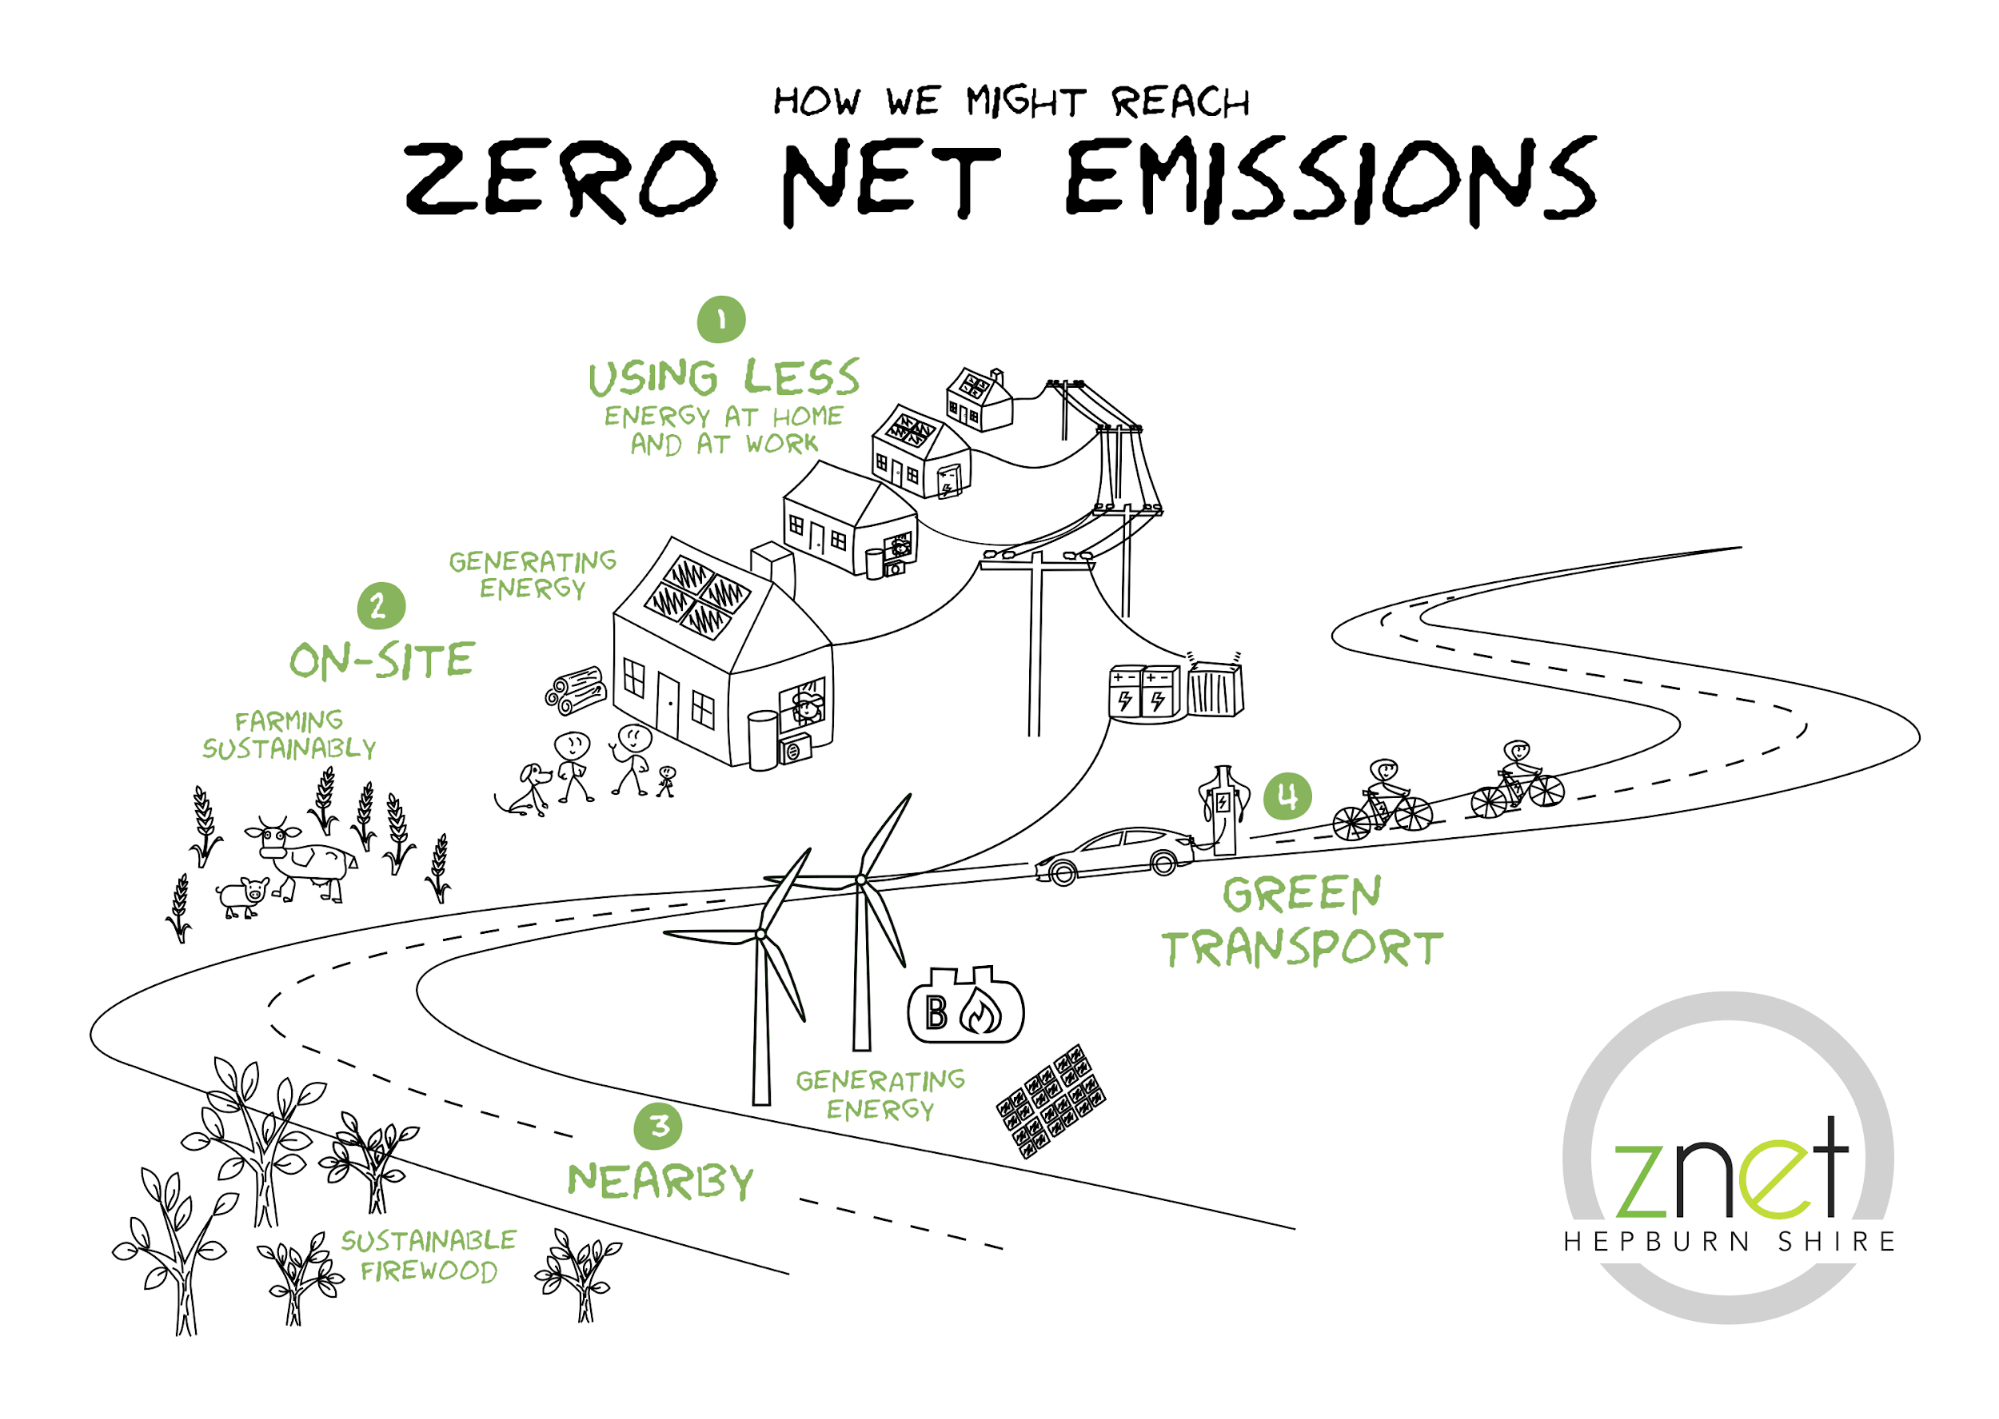 HOW WE MIGHT REACH
ZERO NET EMISSIONS
1
USING LESS
ENERGY AT HOME
AND AT WORK
GENERATING
ENERGY
2
ON-SITE
FARMING
SUSTAINABLY
4
GREEN
TRANSPORT
B
GENERATING
ENERGY
3
NEARBY
SUSTAINABLE
FIREWOOD
znet
HEPBURN SHIRE